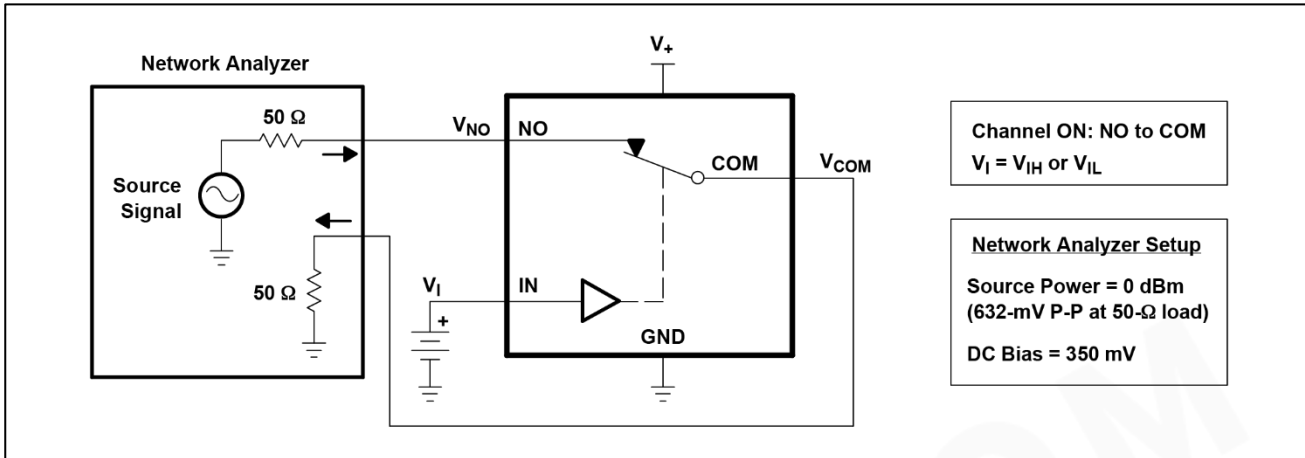 Network Analyzer
50 Ω
Source
Signal
50 Ω
V+
VNO
NO
COM
VCOM
VI
+
IN
GND
Channel ON: NO to COM
VI = VIH or VIL
Network Analyzer Setup
Source Power = 0 dBm
(632-mV P-P at 50-Ω load)
DC Bias = 350 mV